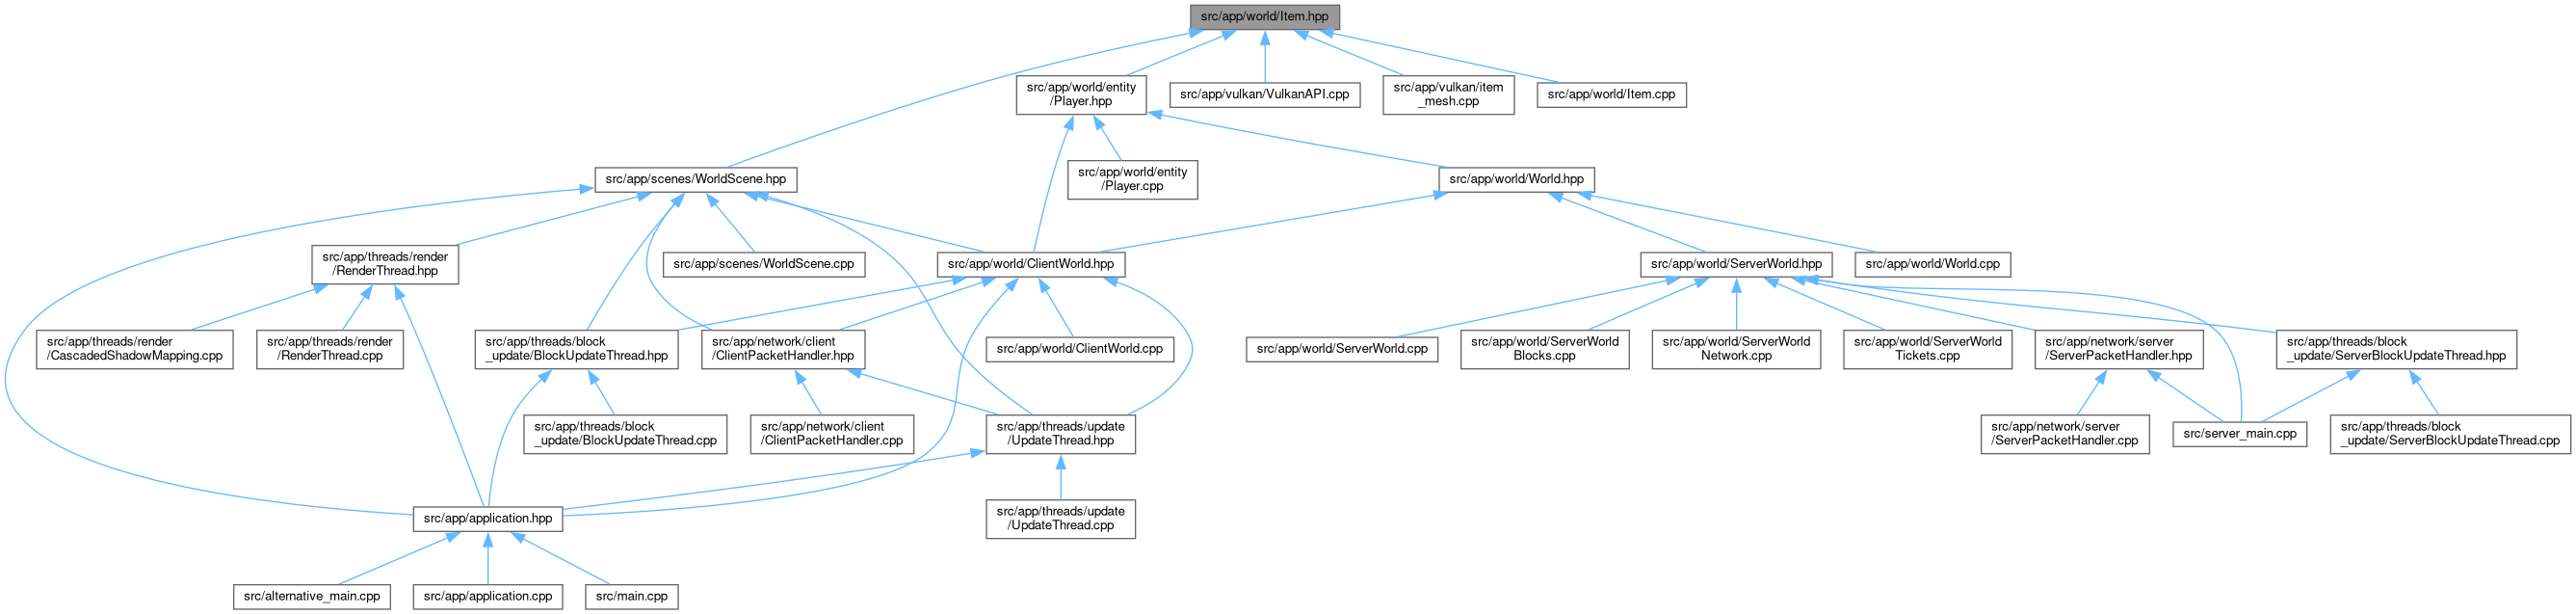 src/app/world/Item.hpp
src/app/world/entity
/Player.hpp
src/app/vulkan/VulkanAPI.cpp
src/app/vulkan/item
_mesh.cpp
src/app/world/Item.cpp
src/app/scenes/WorldScene.hpp
src/app/world/entity
/Player.cpp
src/app/world/World.hpp
src/app/threads/render
/RenderThread.hpp
src/app/scenes/WorldScene.cpp
src/app/world/ClientWorld.hpp
src/app/world/ServerWorld.hpp
src/app/world/World.cpp
src/app/threads/render
/CascadedShadowMapping.cpp
src/app/threads/render
/RenderThread.cpp
src/app/threads/block
_update/BlockUpdateThread.hpp
src/app/network/client
/ClientPacketHandler.hpp
src/app/world/ClientWorld.cpp
src/app/world/ServerWorld.cpp
src/app/world/ServerWorld
Blocks.cpp
src/app/world/ServerWorld
Network.cpp
src/app/world/ServerWorld
Tickets.cpp
src/app/network/server
/ServerPacketHandler.hpp
src/app/threads/block
_update/ServerBlockUpdateThread.hpp
src/app/threads/block
_update/BlockUpdateThread.cpp
src/app/network/client
/ClientPacketHandler.cpp
src/app/threads/update
/UpdateThread.hpp
src/app/network/server
/ServerPacketHandler.cpp
src/server_main.cpp
src/app/threads/block
_update/ServerBlockUpdateThread.cpp
src/app/application.hpp
src/app/threads/update
/UpdateThread.cpp
src/alternative_main.cpp
src/app/application.cpp
src/main.cpp